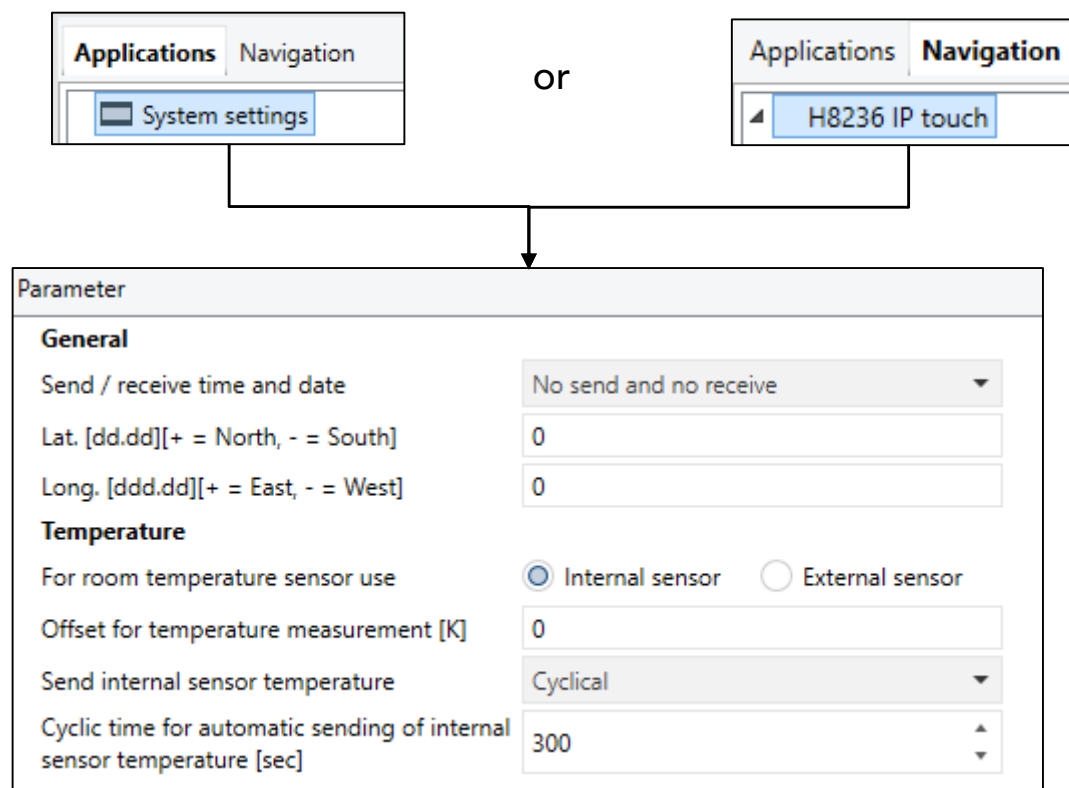 Applications Navigation
System settings
or
Applications Navigation
H8236 IP touch
Parameter
General
Send / receive time and date No send and no receive
Lat. [dd.dd][+ = North, - = South] 0
Long. [ddd.dd][+ = East, - = West] 0
Temperature
For room temperature sensor use Internal sensor External sensor
Offset for temperature measurement [K] 0
Send internal sensor temperature Cyclical
Cyclic time for automatic sending of internal
sensor temperature [sec] 300